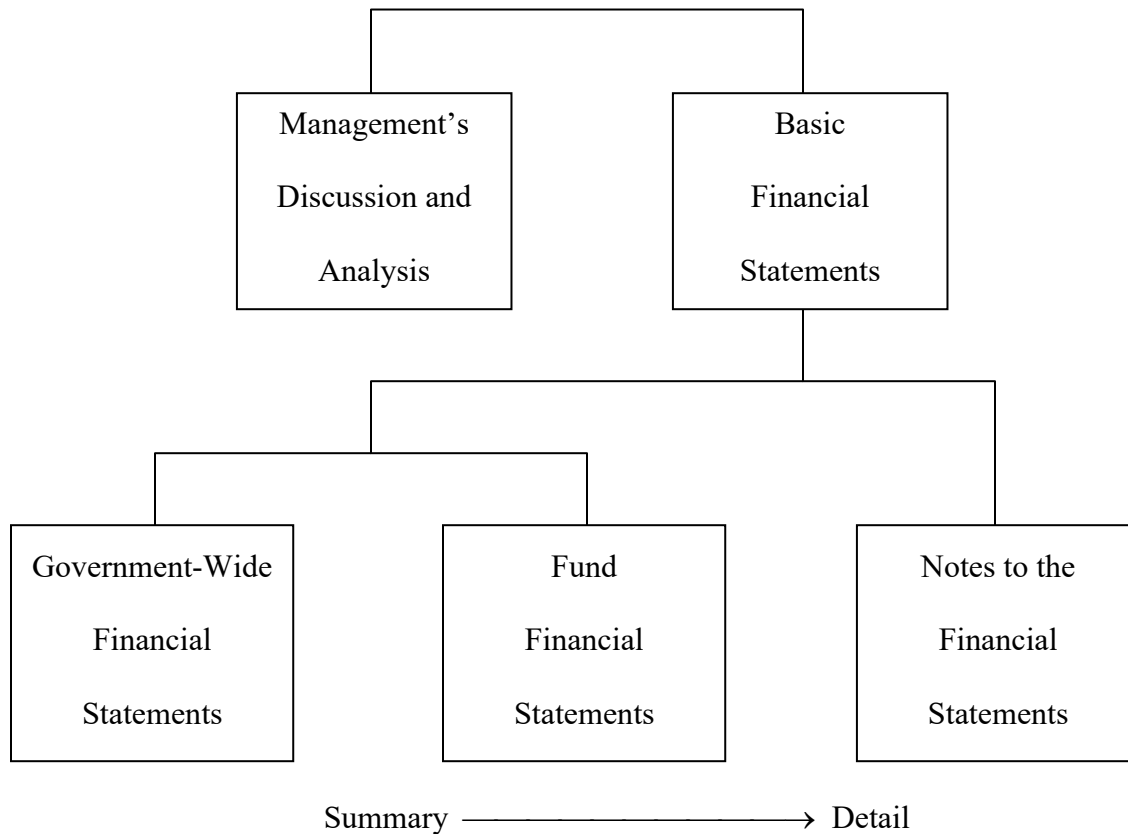 Management’s
Discussion and
Analysis
Basic
Financial
Statements
Government-Wide
Financial
Statements
Fund
Financial
Statements
Notes to the
Financial
Statements
Summary
Detail